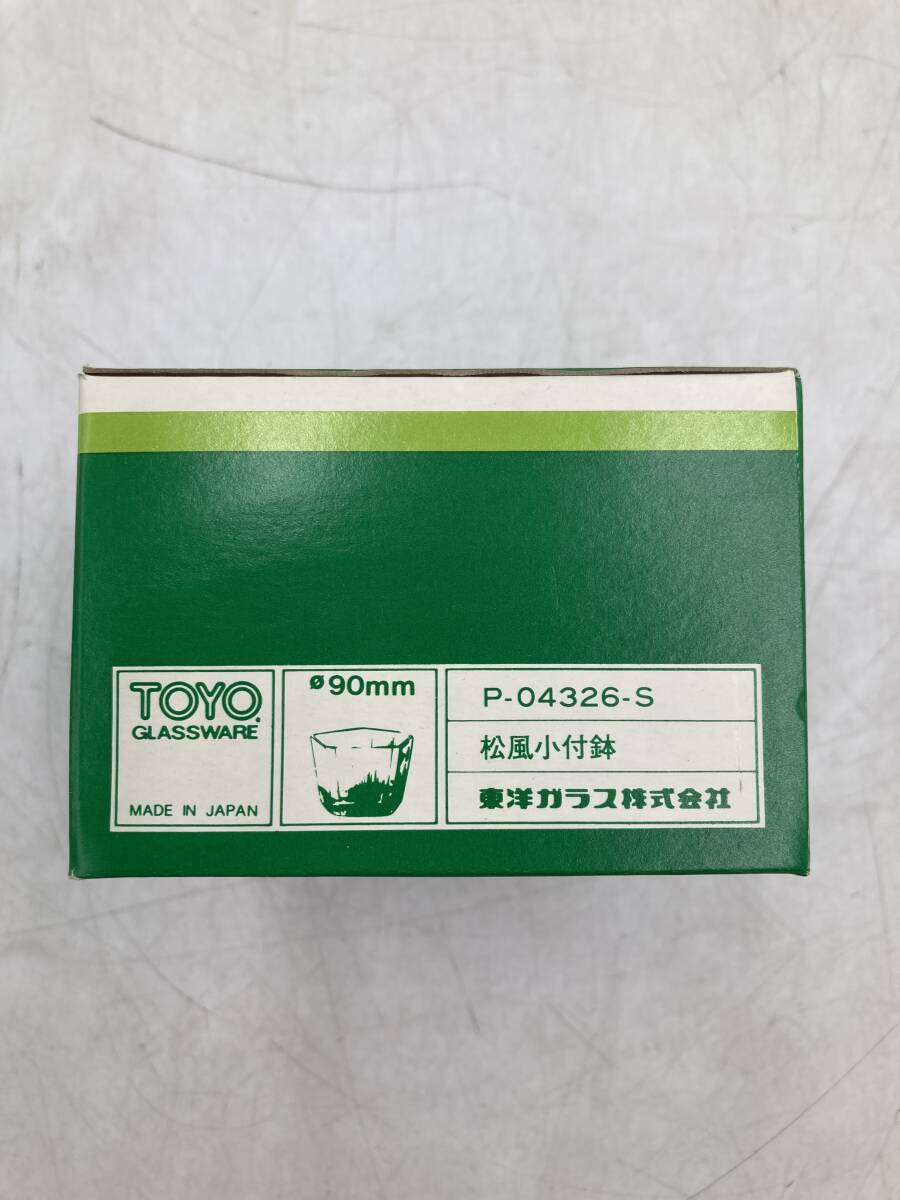 TOYO
GLASSWARE
MADE IN JAPAN
ø90mm
P-04326-S
松風小付鉢
東洋ガラス株式会社